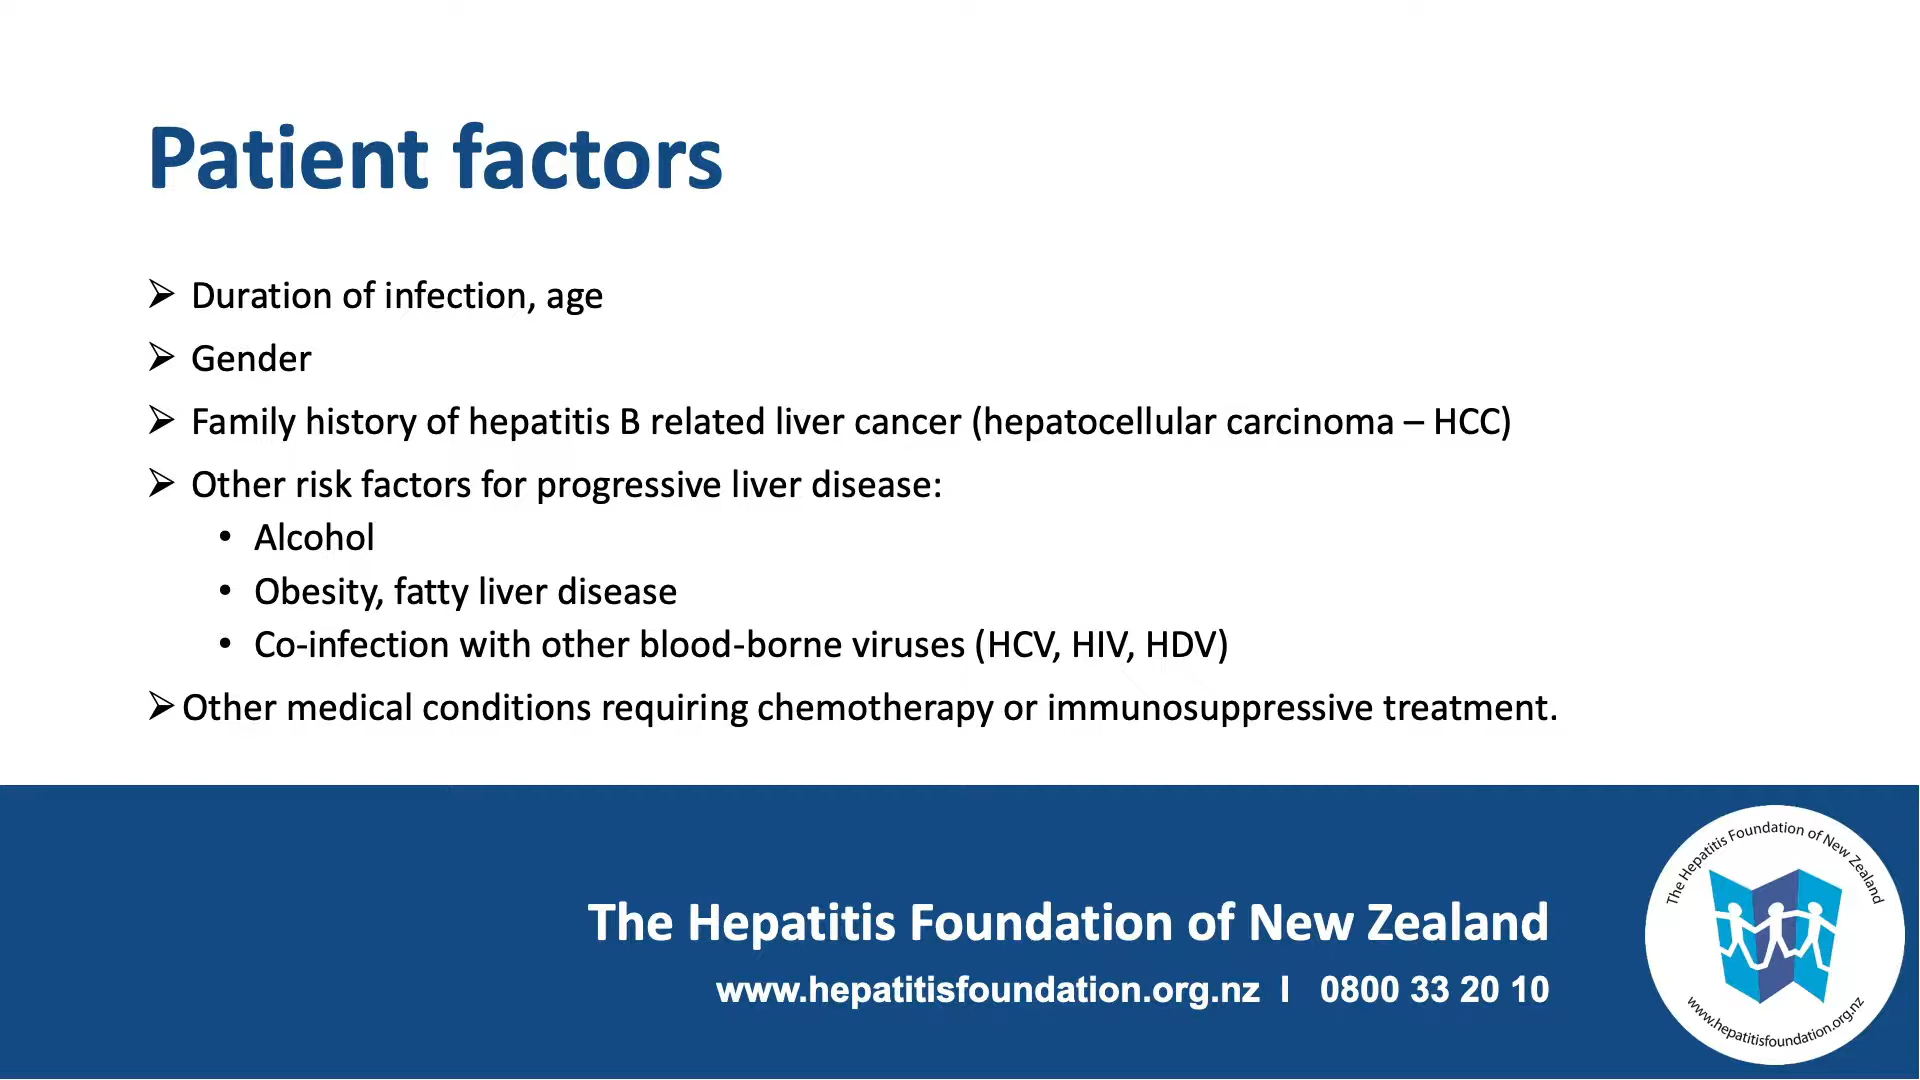 Patient factors
➢ Duration of infection, age
➢ Gender
➢ Family history of hepatitis B related liver cancer (hepatocellular carcinoma – HCC)
➢ Other risk factors for progressive liver disease:
• Alcohol
• Obesity, fatty liver disease
• Co-infection with other blood-borne viruses (HCV, HIV, HDV)
➢ Other medical conditions requiring chemotherapy or immunosuppressive treatment.
The Hepatitis Foundation of New Zealand
www.hepatitisfoundation.org.nz I 0800 33 20 10
The Hepatitis Foundation of New Zealand
www.hepatitisfoundation.org.nz